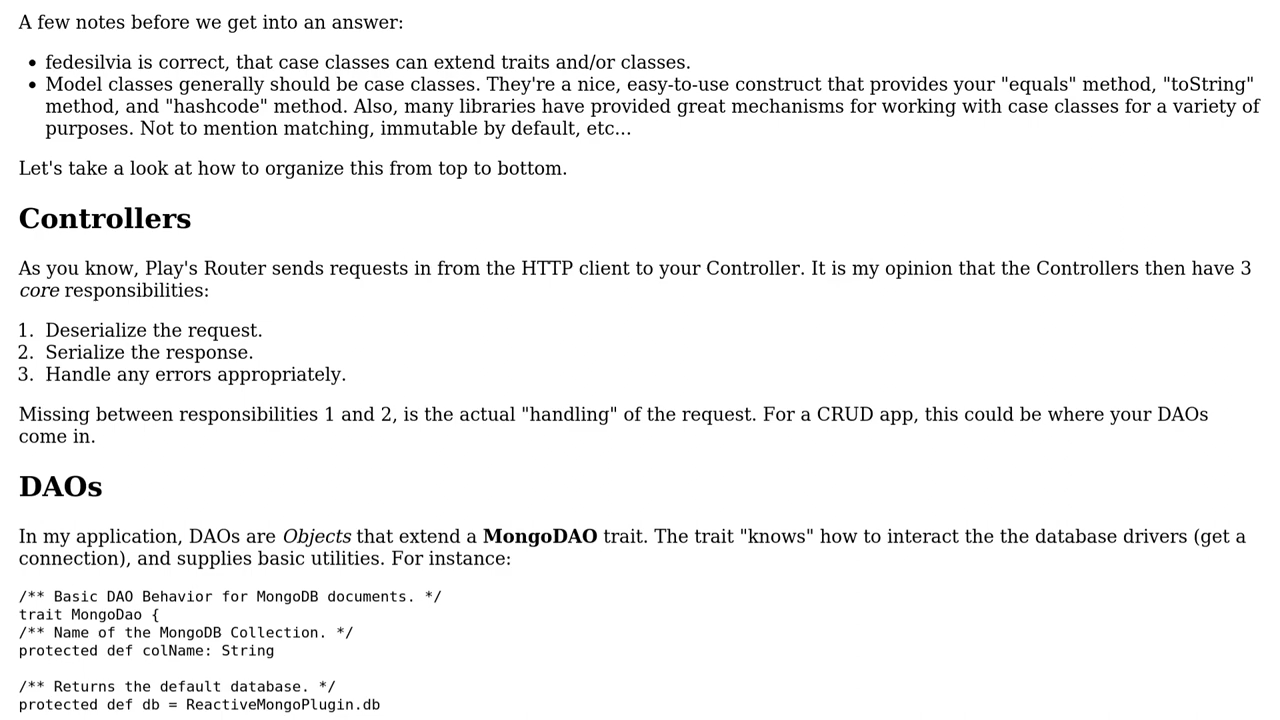 A few notes before we get into an answer:
• fedesilvia is correct, that case classes can extend traits and/or classes.
• Model classes generally should be case classes. They're a nice, easy-to-use construct that provides your "equals" method, "toString"
method, and "hashcode" method. Also, many libraries have provided great mechanisms for working with case classes for a variety of
purposes. Not to mention matching, immutable by default, etc...
Let's take a look at how to organize this from top to bottom.
Controllers
As you know, Play's Router sends requests in from the HTTP client to your Controller. It is my opinion that the Controllers then have 3
core responsibilities:
1. Deserialize the request.
2. Serialize the response.
3. Handle any errors appropriately.
Missing between responsibilities 1 and 2, is the actual "handling" of the request. For a CRUD app, this could be where your DAOs
come in.
DAOs
In my application, DAOs are Objects that extend a MongoDAO trait. The trait "knows" how to interact the the database drivers (get a
connection), and supplies basic utilities. For instance:
/** Basic DAO Behavior for MongoDB documents. */
trait MongoDao {
/** Name of the MongoDB Collection. */
protected def colName: String
/** Returns the default database. */
protected def db = ReactiveMongoPlugin.db